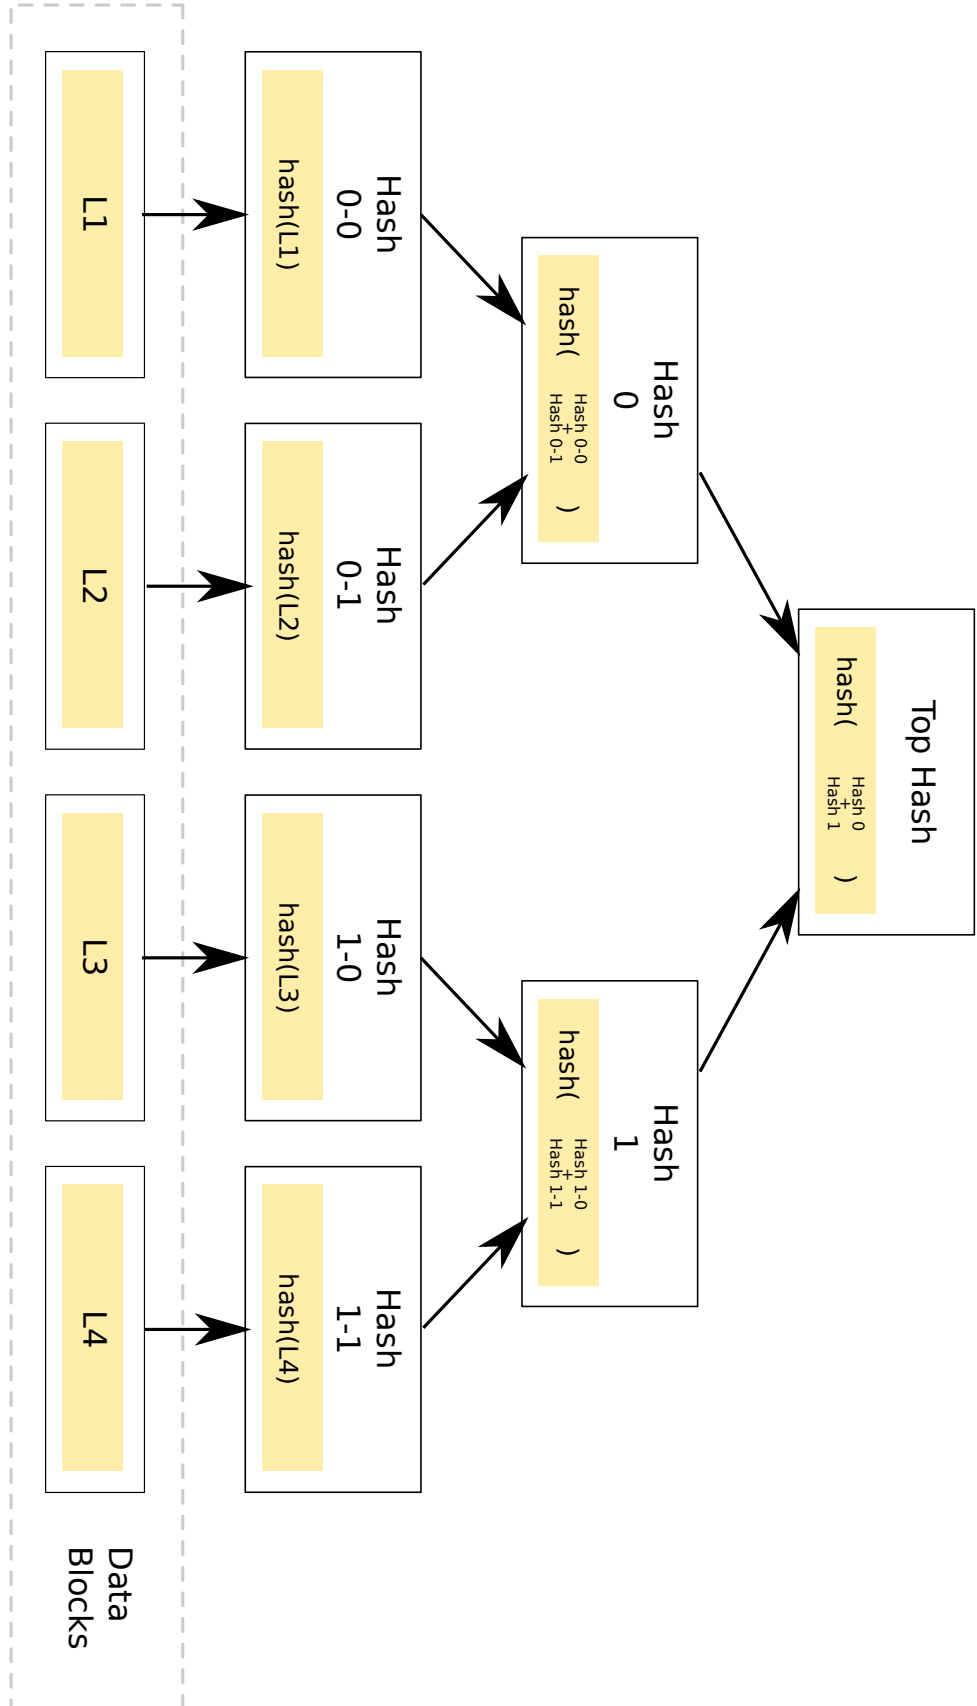 Top Hash
hash(
Hash 0
+
Hash 1
)
Hash
0
hash(
Hash 0-0
+
Hash 0-1
)
Hash
1
hash(
Hash 1-0
+
Hash 1-1
)
Hash
0-0
hash(L1)
Hash
0-1
hash(L2)
Hash
1-0
hash(L3)
Hash
1-1
hash(L4)
L1
L2
L3
L4
Data
Blocks